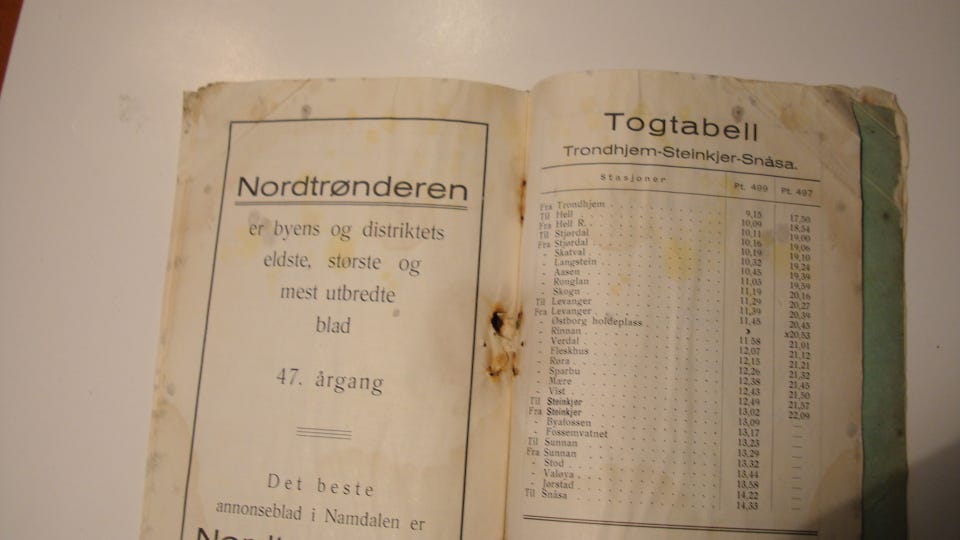 Nordtrønderen
er byens og distriktets
eldste, største og
mest utbredte
blad
47. årgang
Det beste
annonseblad i Namdalen er
Togtabell
Trondhjem-Steinkjer-Snåsa.
Stasjoner Pt. 499 Pt. 497
Fra Trondhjem 9,15 17,50
Til Hell 10,09 18,54
Fra Hell R. 10,11 19,00
Til Stjørdal 10,16 19,06
Fra Stjørdal 10,19 19,10
- Skatval 10,32 19,24
- Langstein 10,45 19,39
- Aasen 11,03 19,59
- Ronglan 11,19 20,16
- Skogn 11,29 20,27
Til Levanger 11,39 20,39
Fra Levanger 11,45 20,45
- Østborg holdeplass › x20,53
- Rinnan 11 58 21,01
- Verdal 12,07 21,12
- Fleskhus 12,15 21,21
- Røra 12,26 21,32
- Sparbu 12,38 21,45
- Mære 12,43 21,50
- Vist 12,49 21,57
Til Steinkjer 13,02 22,09
Fra Steinkjer 13,09 —
- Byafossen 13,17 —
- Fossemvatnet 13,23 —
Til Sunnan 13,29 —
Fra Sunnan 13,32 —
- Stod 13,44 —
- Valøya 13,58 —
- Jørstad 14,22 —
Til Snåsa 14,33 —